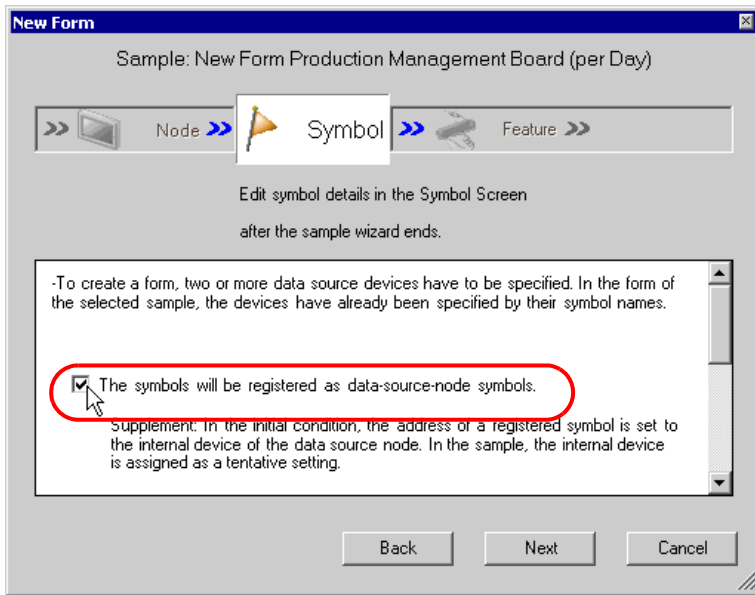 New Form
Sample: New Form Production Management Board (per Day)
>> Node >> Symbol >> Feature >>
Edit symbol details in the Symbol Screen
after the sample wizard ends.
-To create a form, two or more data source devices have to be specified. In the form of
the selected sample, the devices have already been specified by their symbol names.
The symbols will be registered as data-source-node symbols.
Supplement: In the initial condition, the address of a registered symbol is set to
the internal device of the data source node. In the sample, the internal device
is assigned as a tentative setting.
Back Next Cancel